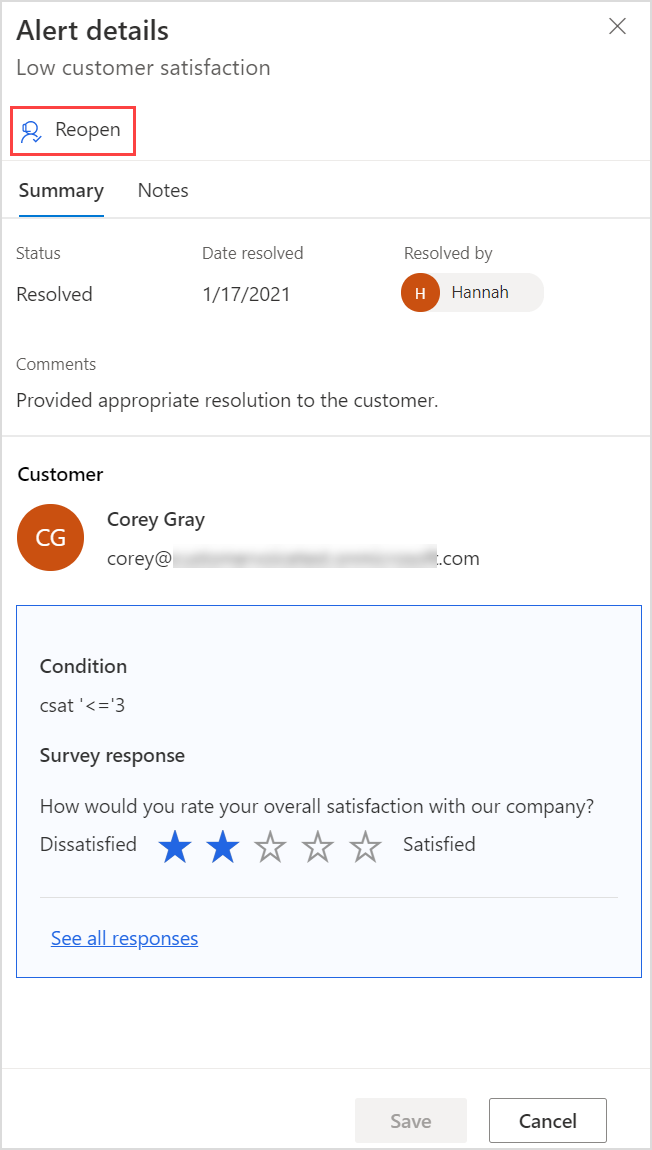 Alert details
Low customer satisfaction
Reopen
Summary Notes
Status Date resolved Resolved by
Resolved 1/17/2021 H Hannah
Comments
Provided appropriate resolution to the customer.
Customer
CG Corey Gray
corey@ .com
Condition
csat '<='3
Survey response
How would you rate your overall satisfaction with our company?
Dissatisfied Satisfied
See all responses
Save Cancel